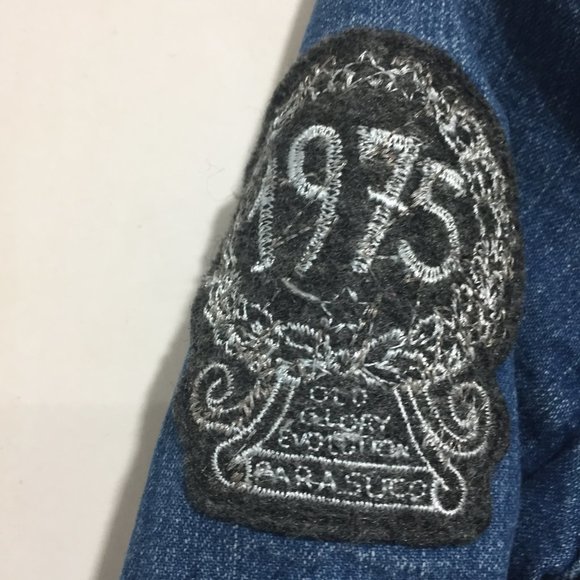 1975
OLD
GLORY
EVOLUTION
PARASUCO